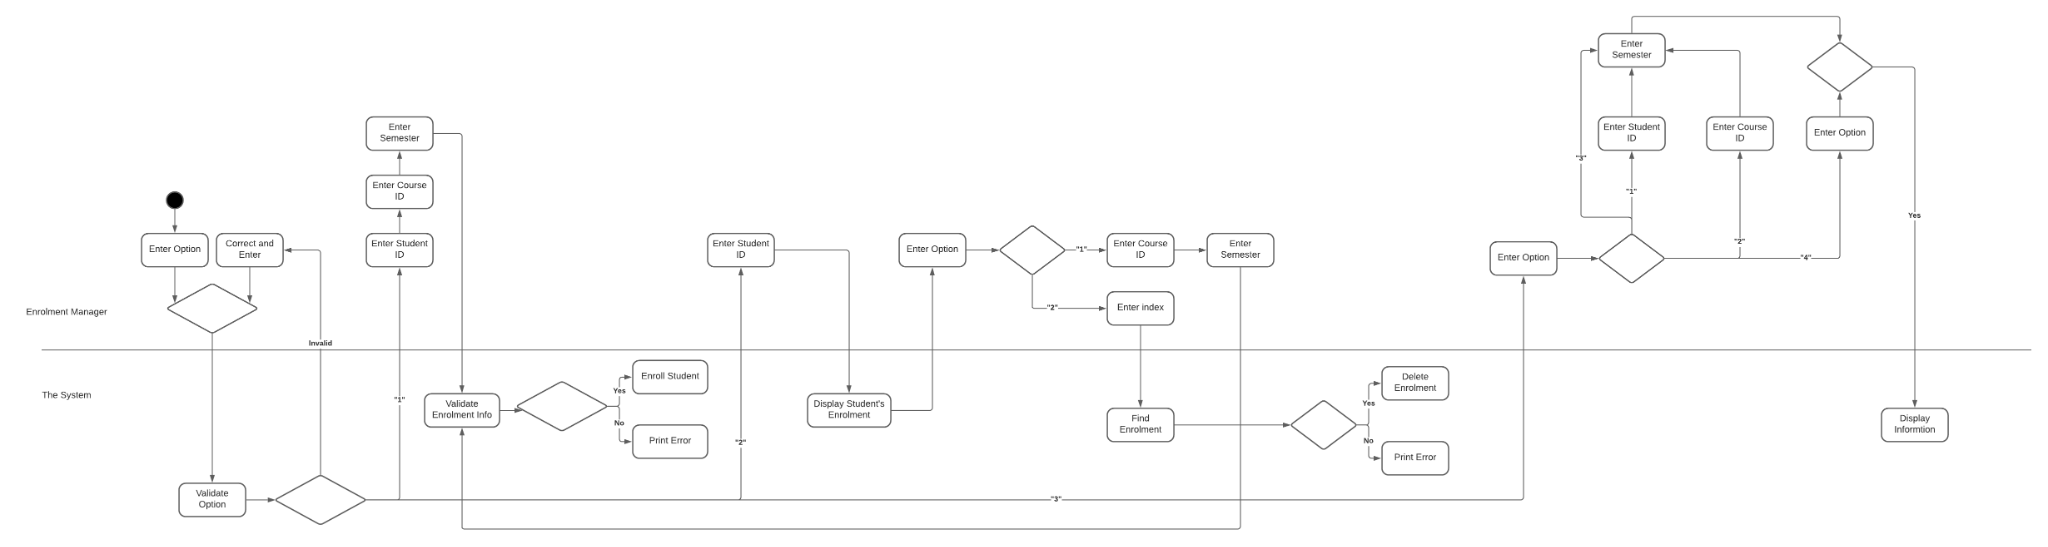 Enter
Semester
Enter Student
ID
Enter Course
ID
Enter Option
"3"
"1"
"2"
"4"
Yes
Enter Option
Enter
Semester
Enter Course
ID
Enter Student
ID
Enter Option
Correct and
Enter
Enter Student
ID
Enter Option
"1"
Enter Course
ID
Enter
Semester
"2"
Enter index
Enrolment Manager
Invalid
The System
"1"
Validate
Enrolment Info
Yes
No
Enroll Student
Print Error
"2"
Display Student's
Enrolment
Find
Enrolment
Yes
No
Delete
Enrolment
Print Error
Display
Informtion
Validate
Option
"3"